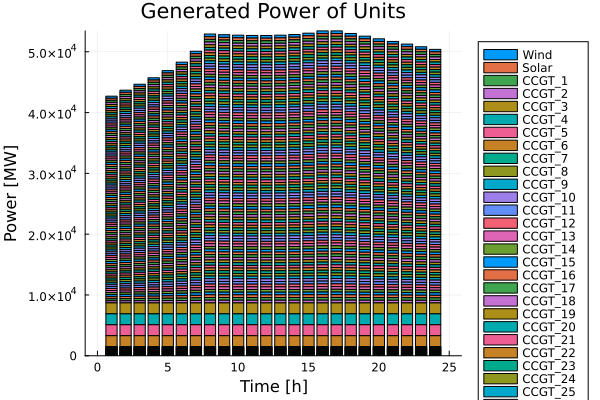 Generated Power of Units
5.0×10⁴
4.0×10⁴
3.0×10⁴
2.0×10⁴
1.0×10⁴
0
Power [MW]
0 5 10 15 20 25
Time [h]
Wind
Solar
CCGT_1
CCGT_2
CCGT_3
CCGT_4
CCGT_5
CCGT_6
CCGT_7
CCGT_8
CCGT_9
CCGT_10
CCGT_11
CCGT_12
CCGT_13
CCGT_14
CCGT_15
CCGT_16
CCGT_17
CCGT_18
CCGT_19
CCGT_20
CCGT_21
CCGT_22
CCGT_23
CCGT_24
CCGT_25